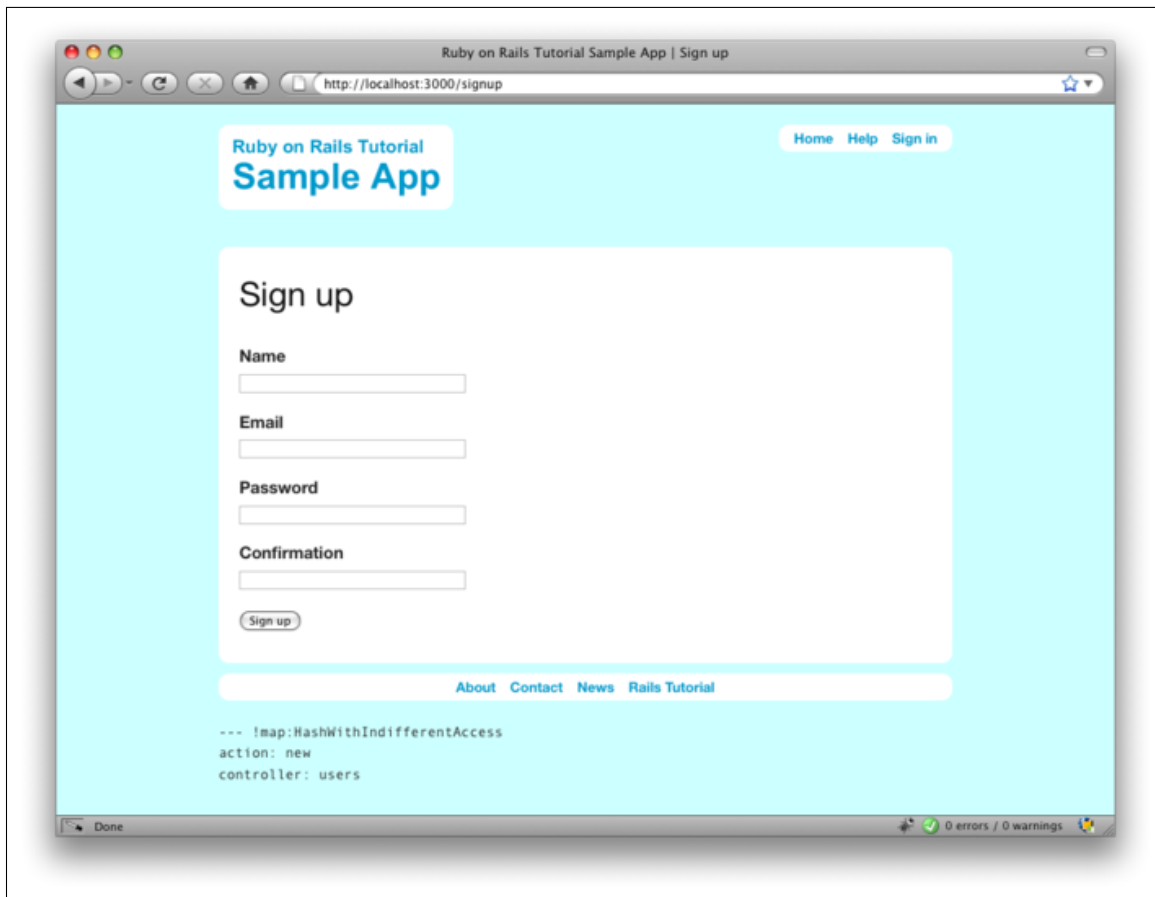 Ruby on Rails Tutorial Sample App | Sign up
http://localhost:3000/signup
Ruby on Rails Tutorial
Sample App
Home Help Sign in
Sign up
Name
Email
Password
Confirmation
Sign up
About Contact News Rails Tutorial
--- !map:HashWithIndifferentAccess
action: new
controller: users
Done
0 errors / 0 warnings